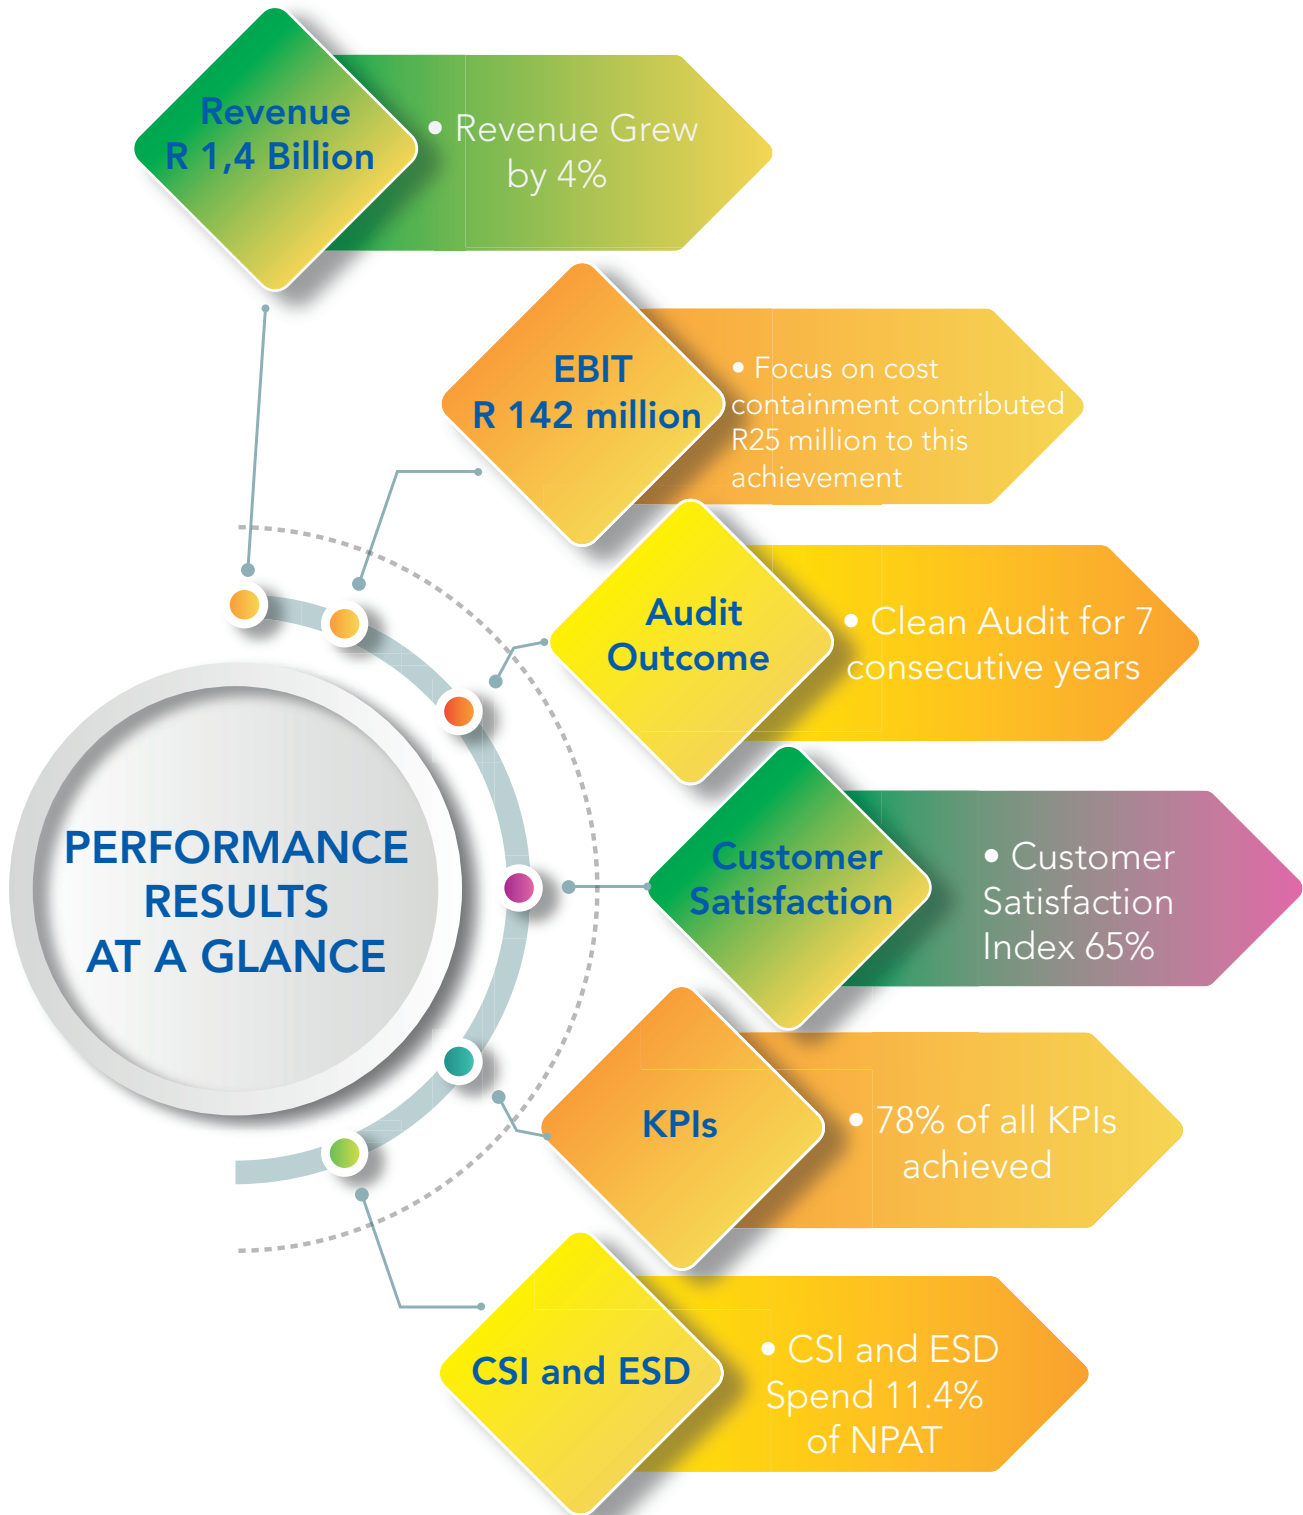 Revenue
R 1,4 Billion
• Revenue Grew
by 4%
EBIT
R 142 million
• Focus on cost
containment contributed
R25 million to this
achievement
Audit
Outcome
• Clean Audit for 7
consecutive years
PERFORMANCE
RESULTS
AT A GLANCE
Customer
Satisfaction
• Customer
Satisfaction
Index 65%
KPIs
• 78% of all KPIs
achieved
CSI and ESD
• CSI and ESD
Spend 11.4%
of NPAT